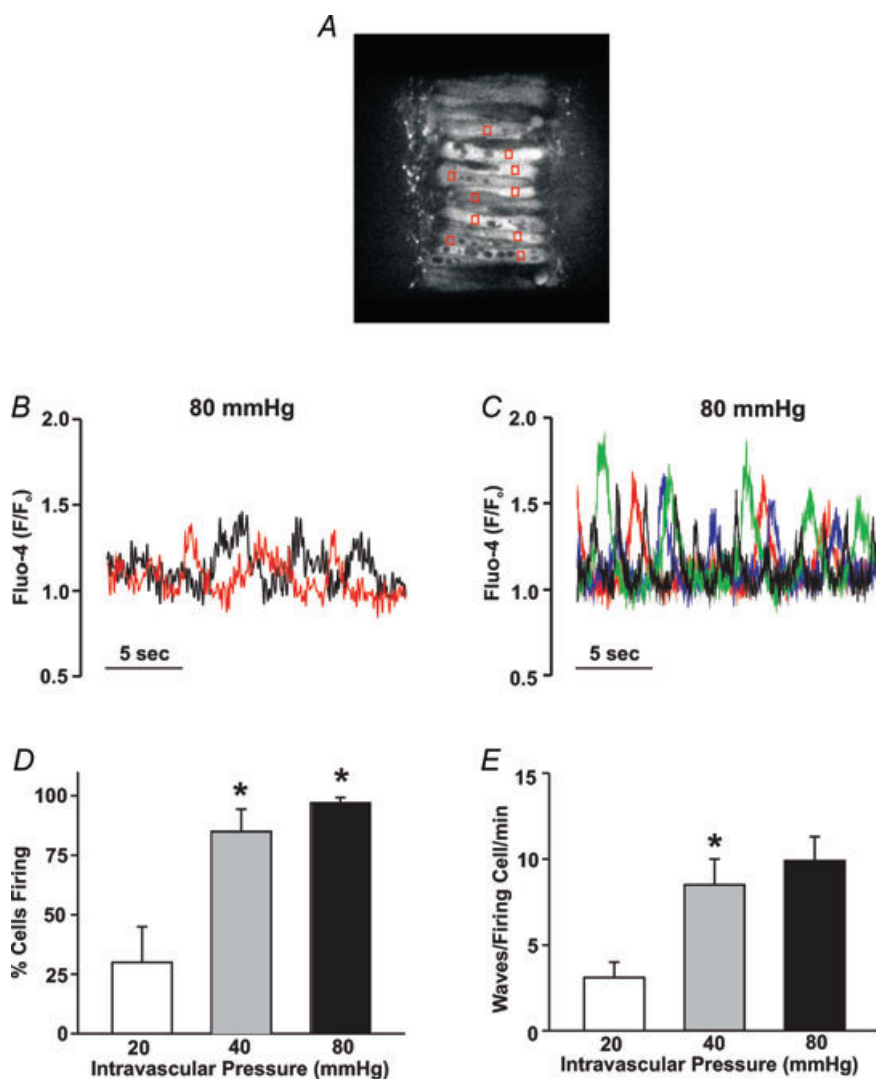 A
B
80 mmHg
2.0
1.5
1.0
0.5
Fluo-4 (F/Fo)
5 sec
C
80 mmHg
2.0
1.5
1.0
0.5
Fluo-4 (F/Fo)
5 sec
D
100
75
50
25
0
% Cells Firing
* *
20 40 80
Intravascular Pressure (mmHg)
E
15
10
5
0
Waves/Firing Cell/min
*
20 40 80
Intravascular Pressure (mmHg)